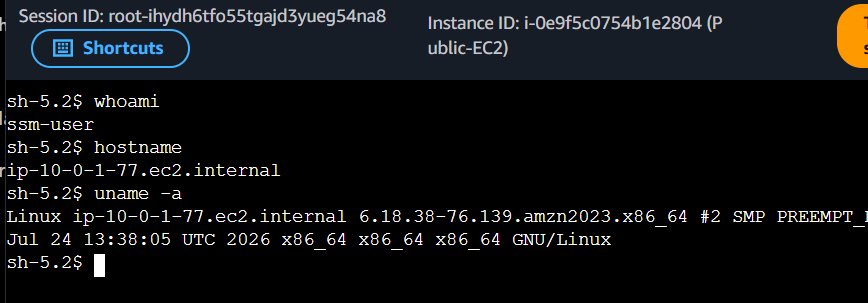 Session ID: root-ihydh6tfo55tgajd3yueg54na8
Shortcuts
Instance ID: i-0e9f5c0754b1e2804 (P
ublic-EC2)
sh-5.2$ whoami
ssm-user
sh-5.2$ hostname
ip-10-0-1-77.ec2.internal
sh-5.2$ uname -a
Linux ip-10-0-1-77.ec2.internal 6.18.38-76.139.amzn2023.x86_64 #2 SMP
Jul 24 13:38:05 UTC 2026 x86_64 x86_64 x86_64 GNU/Linux
sh-5.2$